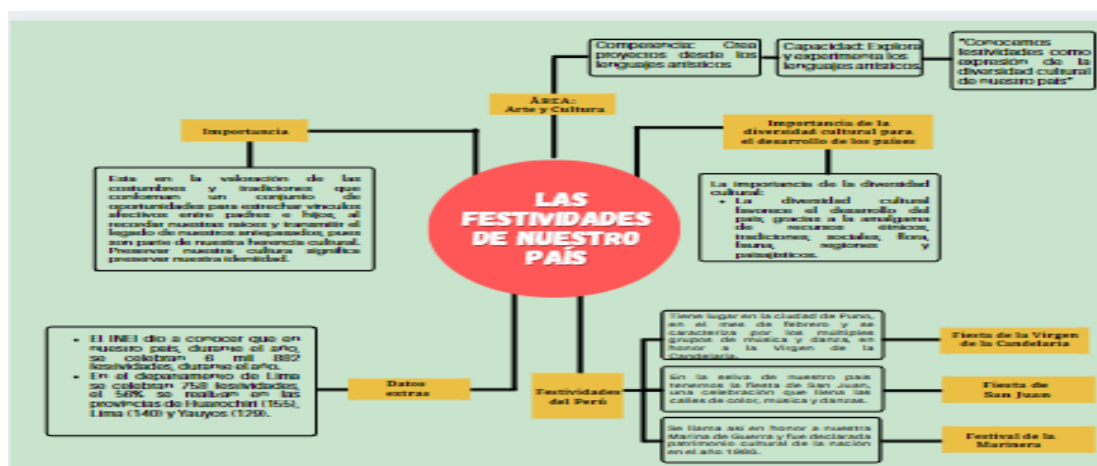 Competencia: Crea
proyectos desde los
lenguajes artísticos
Capacidad: Explora
y experimenta los
lenguajes artísticos.
"Conocemos
festividades como
expresión de la
diversidad cultural
de nuestro país"
ÁREA:
Arte y Cultura
Importancia
Esta en la valoración de las
costumbres y tradiciones que
conforman un conjunto de
oportunidades para estrechar vínculos
afectivos entre padres e hijos, al
recordar nuestras raíces y transmitir el
legado de nuestros antepasados, pues
son parte de nuestra herencia cultural.
Preservar nuestra cultura significa
preservar nuestra identidad.
Importancia de la
diversidad cultural para
el desarrollo de los países
La importancia de la diversidad
cultural:
• La diversidad cultural
favorece el desarrollo del
país, gracias a la amalgama
de recursos étnicos,
tradiciones, sociales, flora,
fauna, regiones y
paisajísticos.
LAS
FESTIVIDADES
DE NUESTRO
PAÍS
• El INEI dio a conocer que en
nuestro país, durante el año,
se celebran 6 mil 882
festividades, durante el año.
• En el departamento de Lima
se celebran 758 festividades,
el 56% se realizan en las
provincias de Huarochirí (155),
Lima (140) y Yauyos (129).
Datos
extras
Festividades
del Perú
Tiene lugar en la ciudad de Puno,
en el mes de febrero y se
caracteriza por los múltiples
grupos de música y danza, en
honor a la Virgen de la
Candelaria.
Fiesta de la Virgen
de la Candelaria
En la selva de nuestro país
tenemos la fiesta de San Juan,
una celebración que llena las
calles de color, música y danzas.
Fiesta de
San Juan
Se llama así en honor a nuestra
Marina de Guerra y fue declarada
patrimonio cultural de la nación
en el año 1986.
Festival de la
Marinera